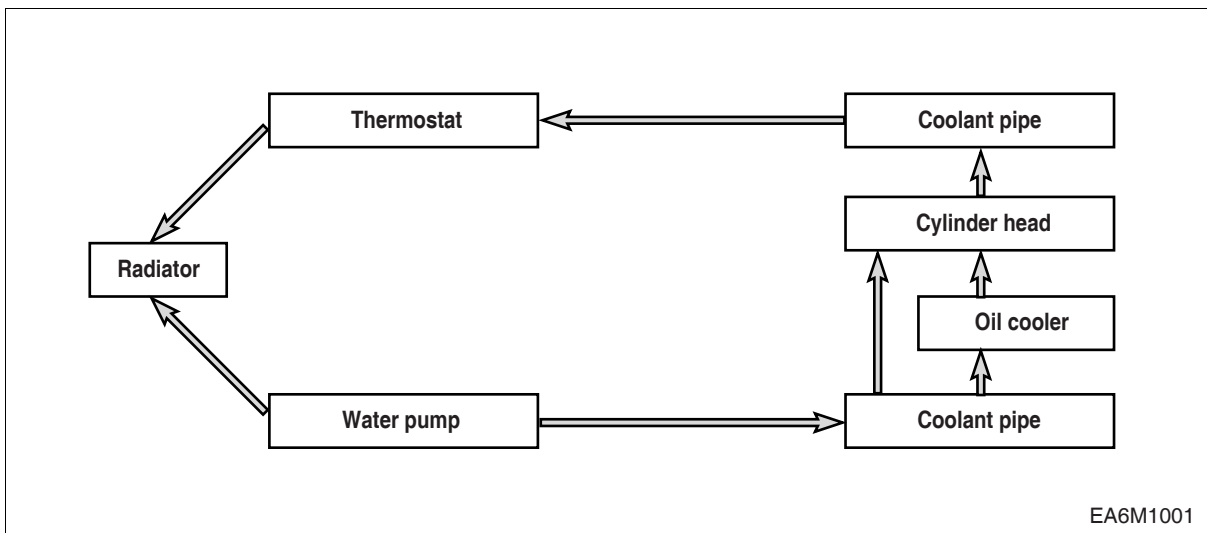 Thermostat
Coolant pipe
Cylinder head
Radiator
Oil cooler
Water pump
Coolant pipe
EA6M1001